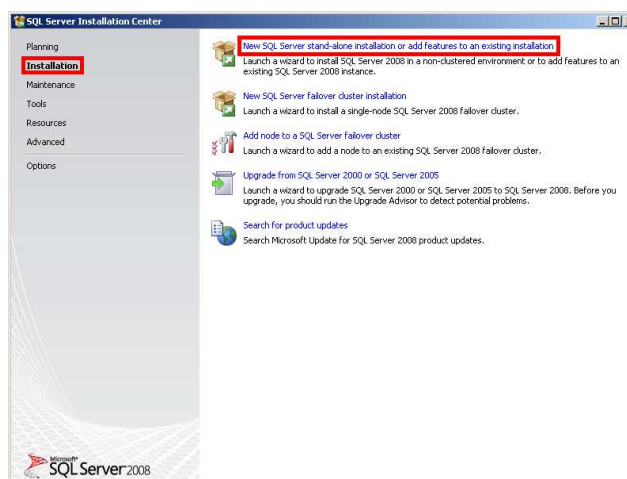 SQL Server Installation Center
Planning
Installation
Maintenance
Tools
Resources
Advanced
Options
New SQL Server stand-alone installation or add features to an existing installation
Launch a wizard to install SQL Server 2008 in a non-clustered environment or to add features to an
existing SQL Server 2008 instance.
New SQL Server failover cluster installation
Launch a wizard to install a single-node SQL Server 2008 failover cluster.
Add node to a SQL Server failover cluster
Launch a wizard to add a node to an existing SQL Server 2008 failover cluster.
Upgrade from SQL Server 2000 or SQL Server 2005
Launch a wizard to upgrade SQL Server 2000 or SQL Server 2005 to SQL Server 2008. Before you
upgrade, you should run the Upgrade Advisor to detect potential problems.
Search for product updates
Search Microsoft Update for SQL Server 2008 product updates.
Microsoft
SQL Server 2008